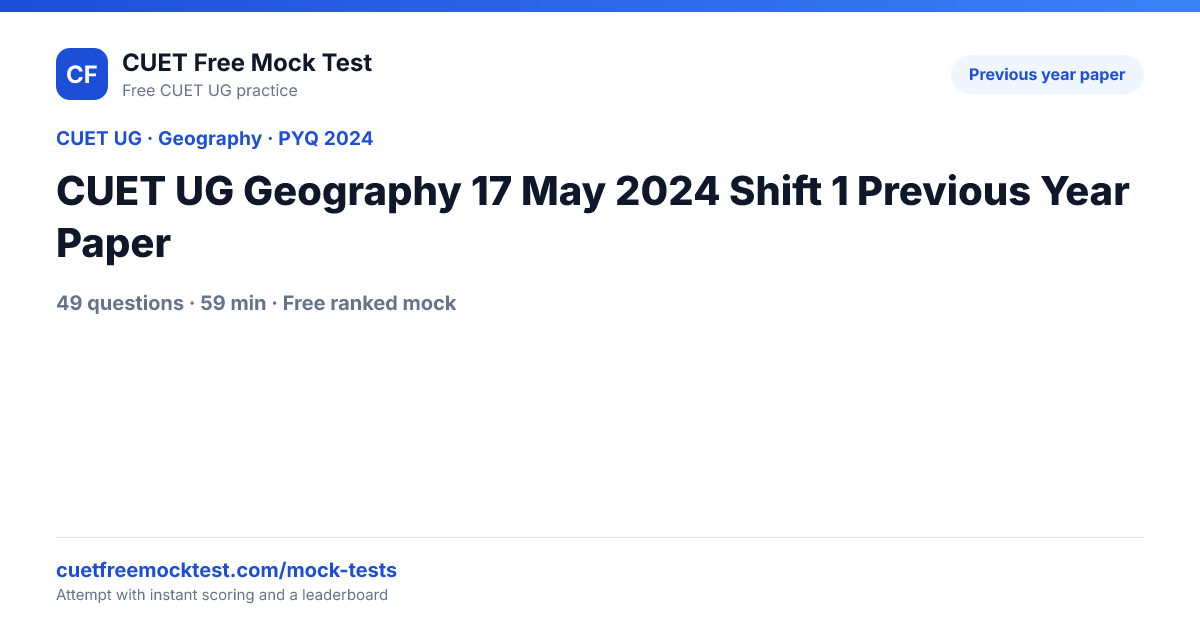 CF
CUET Free Mock Test
Free CUET UG practice
Previous year paper
CUET UG · Geography · PYQ 2024
CUET UG Geography 17 May 2024 Shift 1 Previous Year
Paper
49 questions · 59 min · Free ranked mock
cuetfreemocktest.com/mock-tests
Attempt with instant scoring and a leaderboard